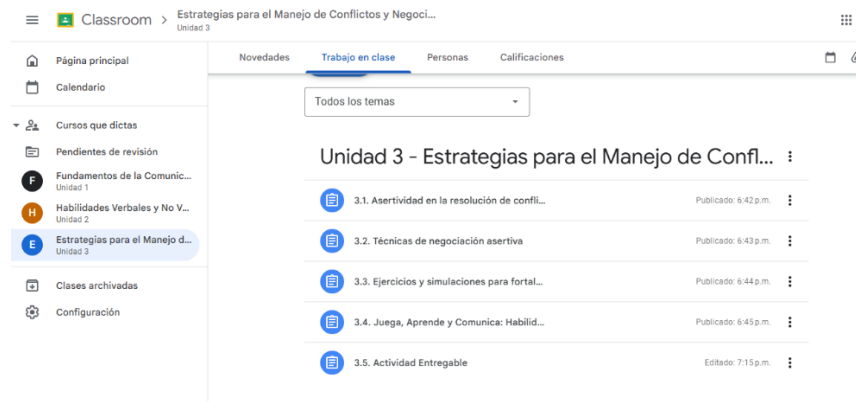 Classroom
Estrategias para el Manejo de Conflictos y Negoci...
Unidad 3
Página principal
Calendario
Cursos que dictas
Pendientes de revisión
F
Fundamentos de la Comunic...
Unidad 1
H
Habilidades Verbales y No V...
Unidad 2
E
Estrategias para el Manejo d...
Unidad 3
Clases archivadas
Configuración
Novedades
Trabajo en clase
Personas
Calificaciones
Todos los temas
Unidad 3 - Estrategias para el Manejo de Confl...
3.1. Asertividad en la resolución de confli... Publicado: 6:42 p.m.
3.2. Técnicas de negociación asertiva Publicado: 6:43 p.m.
3.3. Ejercicios y simulaciones para fortal... Publicado: 6:44 p.m.
3.4. Juega, Aprende y Comunica: Habilid... Publicado: 6:45 p.m.
3.5. Actividad Entregable Editado: 7:15 p.m.